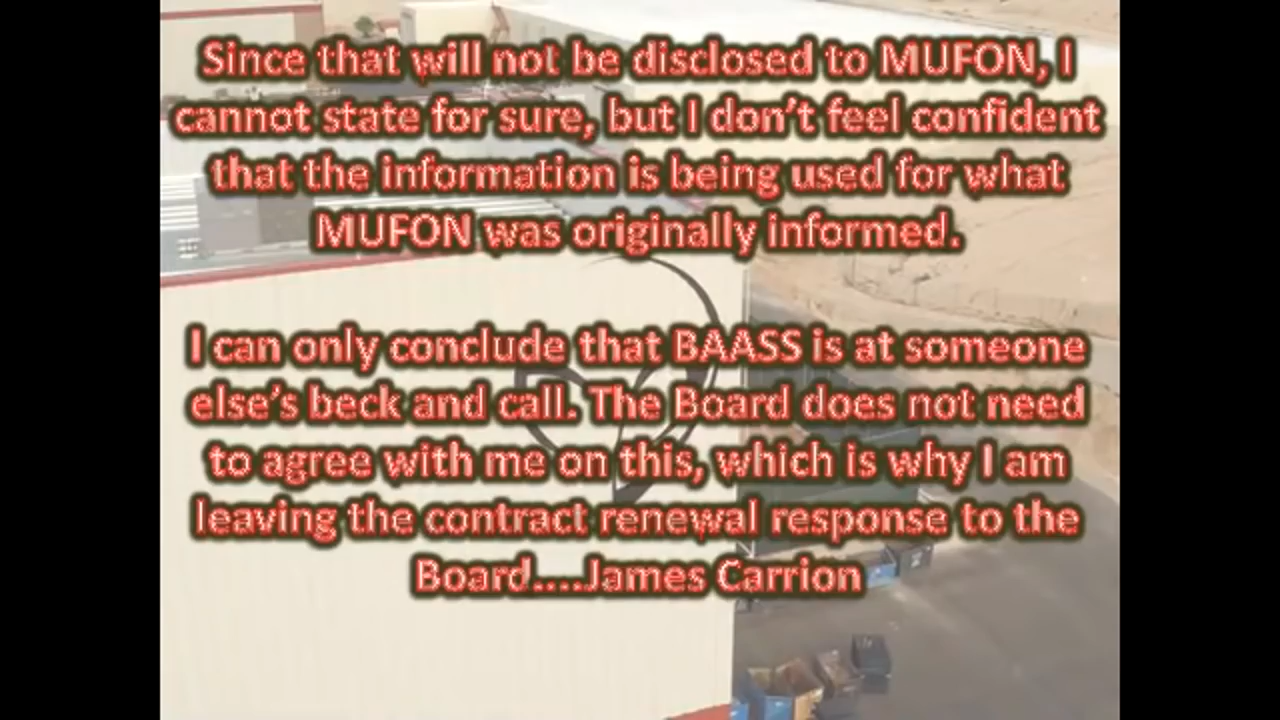 Since that will not be disclosed to MUFON, I
cannot state for sure, but I don't feel confident
that the information is being used for what
MUFON was originally informed.
I can only conclude that BAASS is at someone
else's beck and call. The Board does not need
to agree with me on this, which is why I am
leaving the contract renewal response to the
Board....James Carrion